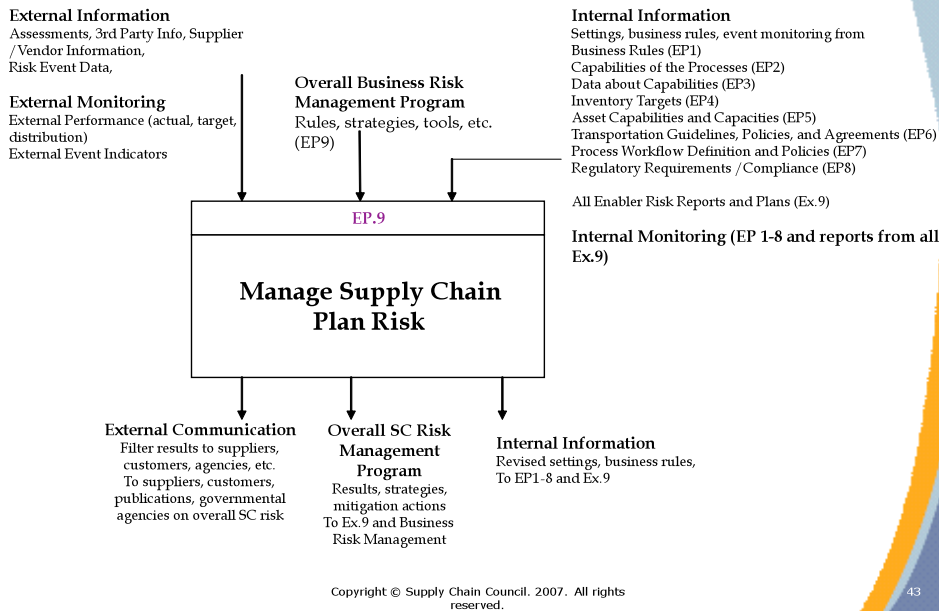 External Information
Assessments, 3rd Party Info, Supplier
/Vendor Information,
Risk Event Data,
External Monitoring
External Performance (actual, target,
distribution)
External Event Indicators
Overall Business Risk
Management Program
Rules, strategies, tools, etc.
(EP9)
Internal Information
Settings, business rules, event monitoring from
Business Rules (EP1)
Capabilities of the Processes (EP2)
Data about Capabilities (EP3)
Inventory Targets (EP4)
Asset Capabilities and Capacities (EP5)
Transportation Guidelines, Policies, and Agreements (EP6)
Process Workflow Definition and Policies (EP7)
Regulatory Requirements /Compliance (EP8)
All Enabler Risk Reports and Plans (Ex.9)
Internal Monitoring (EP 1-8 and reports from all
Ex.9)
EP.9
Manage Supply Chain
Plan Risk
External Communication
Filter results to suppliers,
customers, agencies, etc.
To suppliers, customers,
publications, governmental
agencies on overall SC risk
Overall SC Risk
Management
Program
Results, strategies,
mitigation actions
To Ex.9 and Business
Risk Management
Internal Information
Revised settings, business rules,
To EP1-8 and Ex.9
Copyright © Supply Chain Council. 2007. All rights
reserved.
43